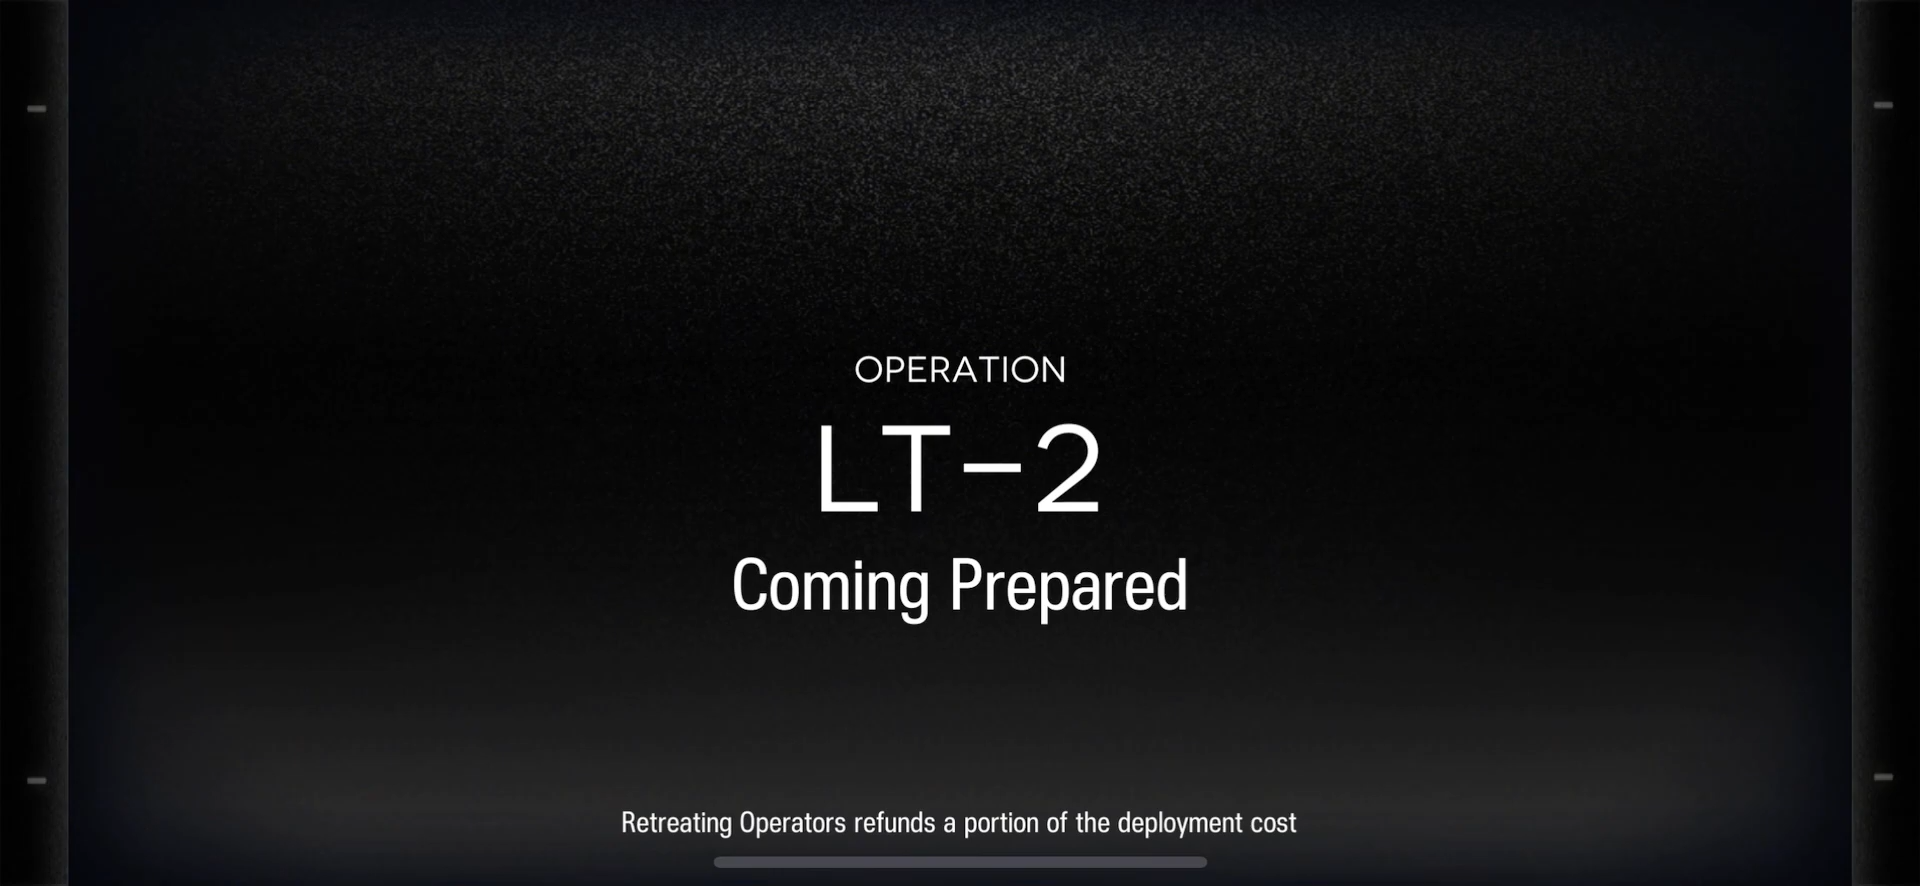 OPERATION
LT-2
Coming Prepared
Retreating Operators refunds a portion of the deployment cost